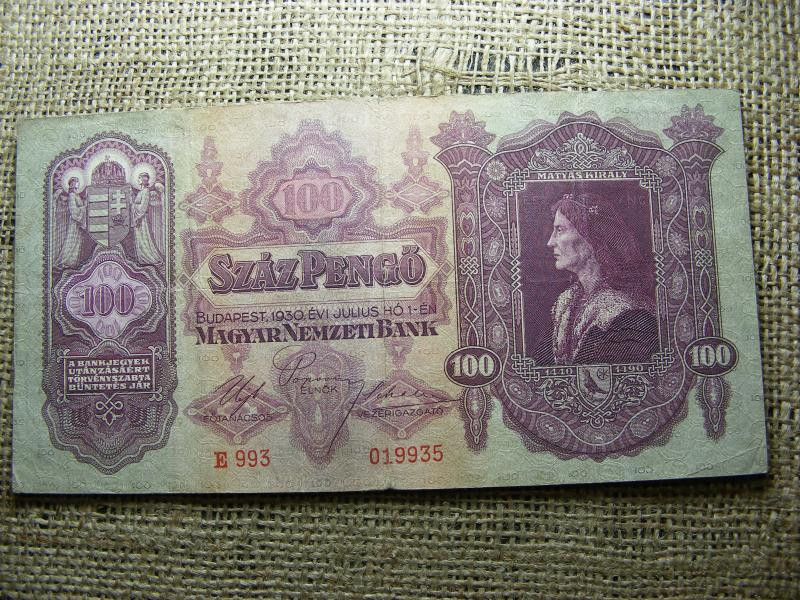 100
A BANKJEGYEK
UTÁNZÁSÁÉRT
TÖRVÉNYSZABTA
BÜNTETÉS JÁR
100
SZÁZ PENGŐ
BUDAPEST, 1930. ÉVI JULIUS HÓ 1-ÉN
MAGYAR NEMZETI BANK
FŐTANÁCSOS
ELNÖK
VEZÉRIGAZGATÓ
E 993
019935
MÁTYÁS KIRÁLY
100
100
1440
1490